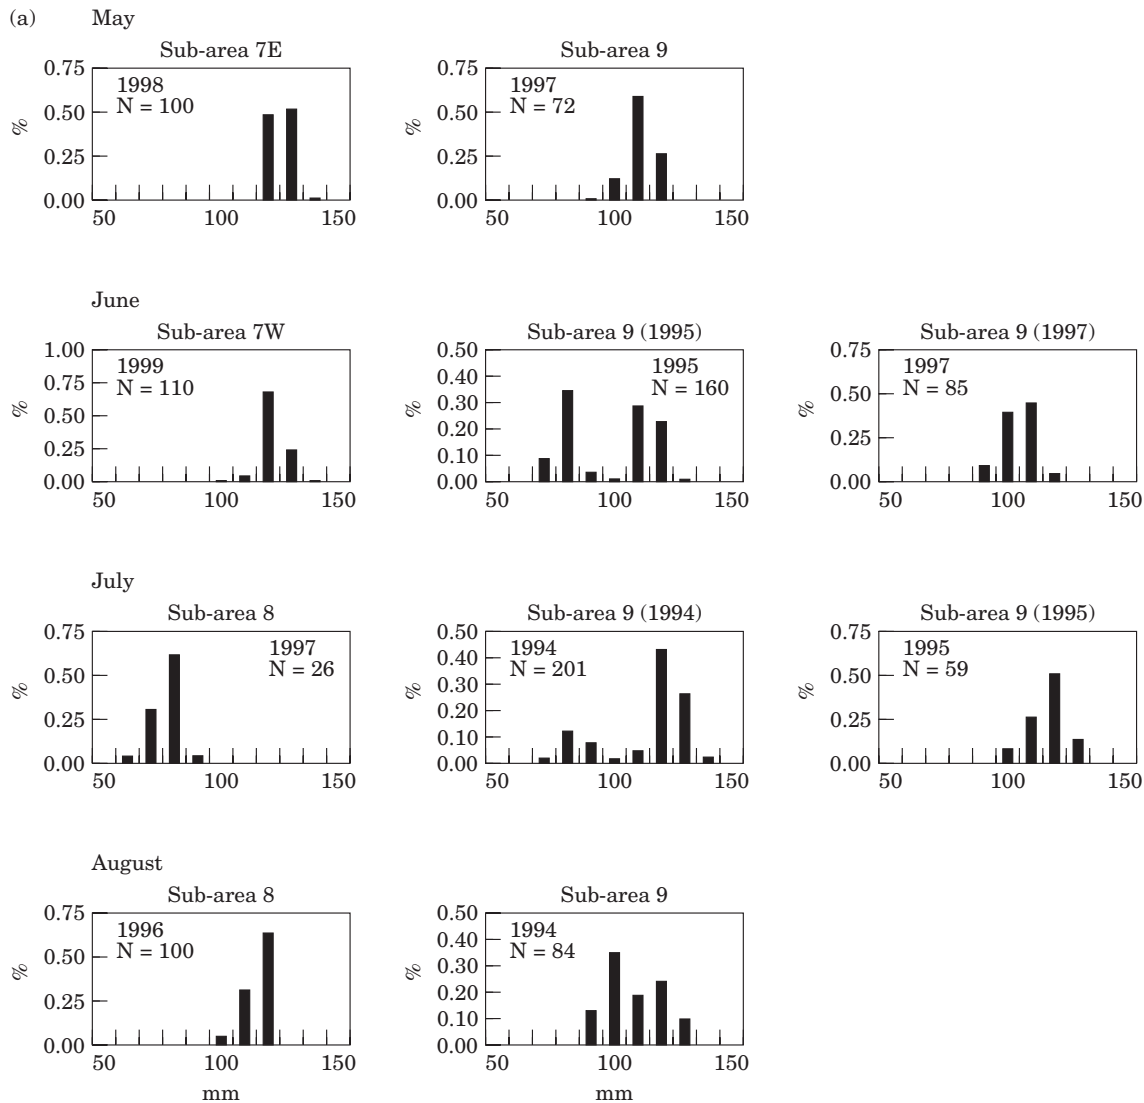 (a) May
Sub-area 7E
1998
N = 100
%
0.75
0.50
0.25
0.00
50 100 150
Sub-area 9
1997
N = 72
%
0.75
0.50
0.25
0.00
50 100 150
June
Sub-area 7W
1999
N = 110
%
1.00
0.75
0.50
0.25
0.00
50 100 150
Sub-area 9 (1995)
1995
N = 160
%
0.50
0.40
0.30
0.20
0.10
0.00
50 100 150
Sub-area 9 (1997)
1997
N = 85
%
0.75
0.50
0.25
0.00
50 100 150
July
Sub-area 8
1997
N = 26
%
0.75
0.50
0.25
0.00
50 100 150
Sub-area 9 (1994)
1994
N = 201
%
0.50
0.40
0.30
0.20
0.10
0.00
50 100 150
Sub-area 9 (1995)
1995
N = 59
%
0.75
0.50
0.25
0.00
50 100 150
August
Sub-area 8
1996
N = 100
%
0.75
0.50
0.25
0.00
50 100 150
mm
Sub-area 9
1994
N = 84
%
0.50
0.40
0.30
0.20
0.10
0.00
50 100 150
mm